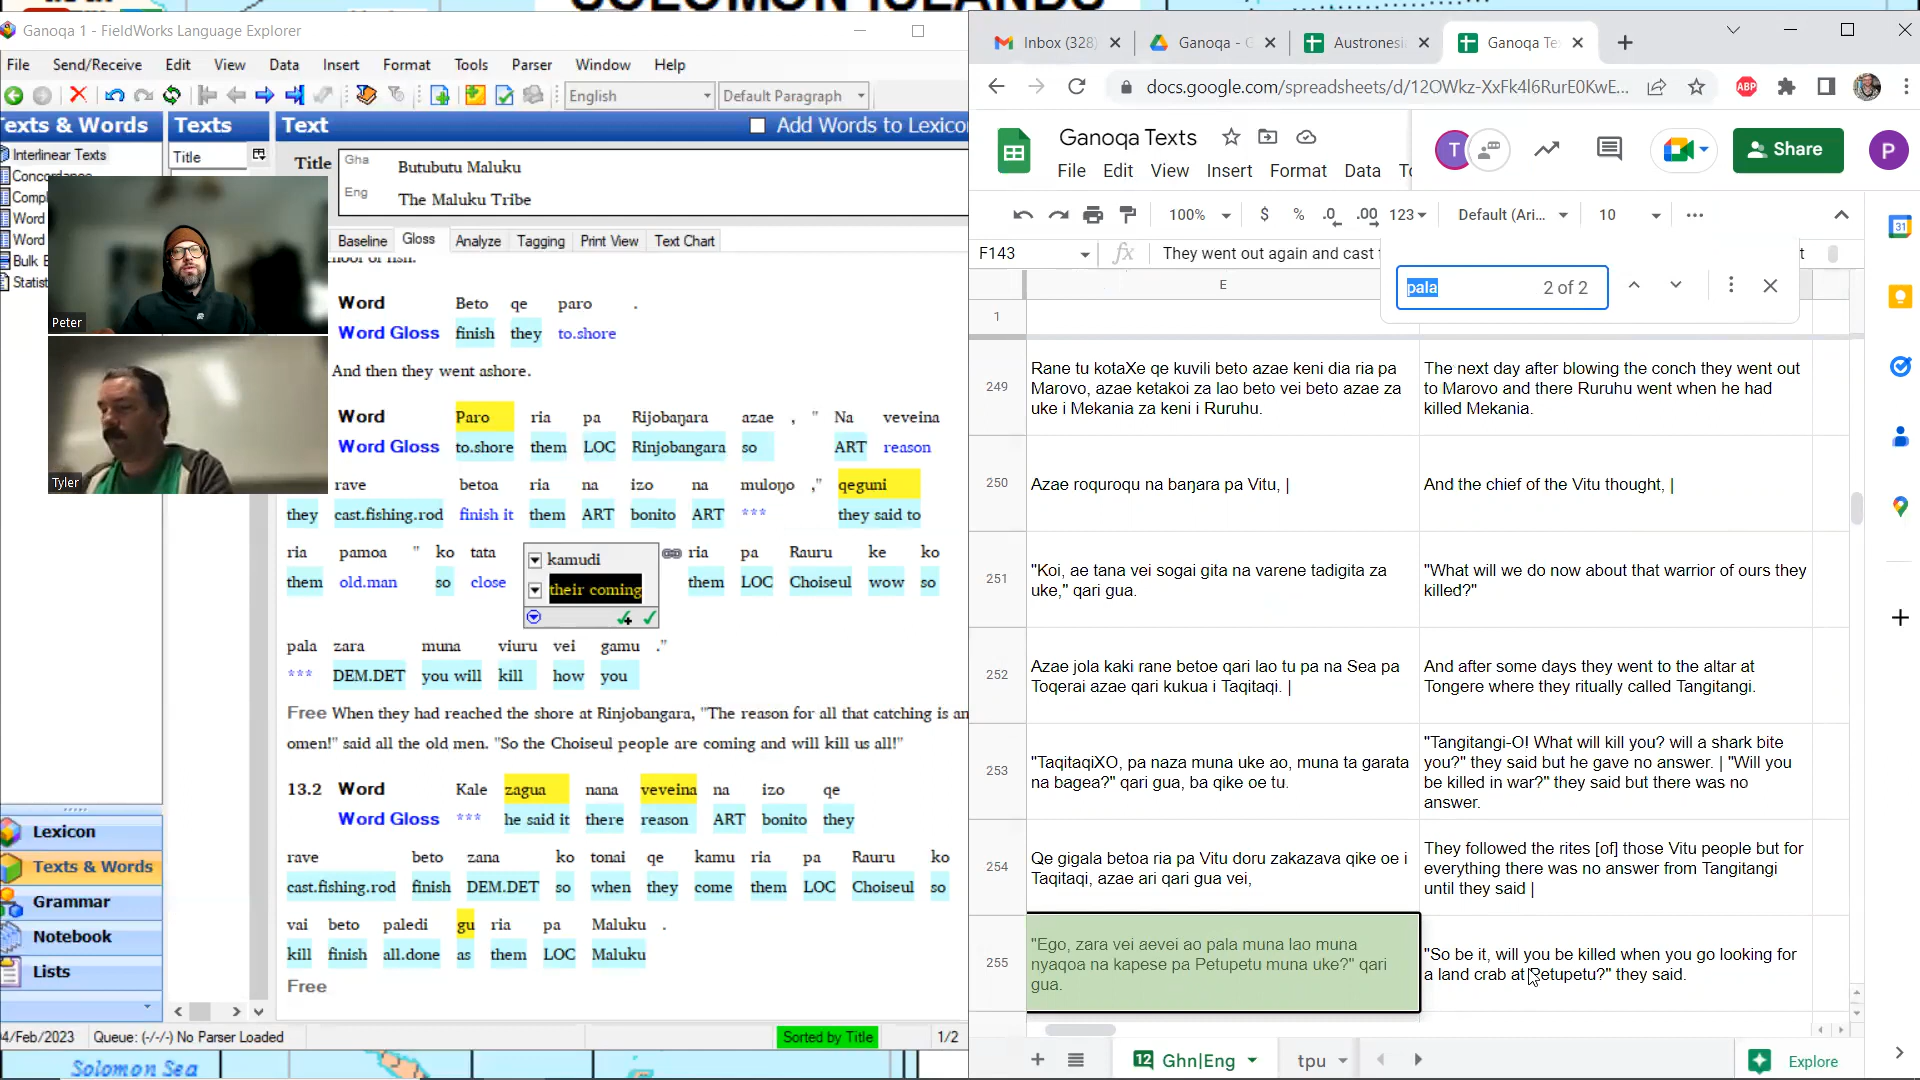 SOLOMON ISLANDS
Ganoqa 1 - FieldWorks Language Explorer
File Send/Receive Edit View Data Insert Format Tools Parser Window Help
English Default Paragraph
Texts & Words
Interlinear Texts
Concordance
Compl
Word
Word
Bulk E
Statist
Peter
Tyler
Lexicon
Texts & Words
Grammar
Notebook
Lists
Texts
Title
Text
Add Words to Lexicon
Title Gha Butubutu Maluku
Eng The Maluku Tribe
Baseline Gloss Analyze Tagging Print View Text Chart
hool of fish.
Word Beto qe paro .
Word Gloss finish they to.shore
And then they went ashore.
Word Paro ria pa Rijobaŋara azae , " Na veveina
Word Gloss to.shore them LOC Rinjobangara so ART reason
rave betoa ria na izo na muloŋo ," qeguni
they cast.fishing.rod finish it them ART bonito ART *** they said to
ria pamoa " ko tata kamudi ria pa Rauru ke ko
them old.man so close their coming them LOC Choiseul wow so
pala zara muna viuru vei gamu ."
*** DEM.DET you will kill how you
Free When they had reached the shore at Rinjobangara, "The reason for all that catching is an
omen!" said all the old men. "So the Choiseul people are coming and will kill us all!"
13.2 Word Kale zagua nana veveina na izo qe
Word Gloss *** he said it there reason ART bonito they
rave beto zana ko tonai qe kamu ria pa Rauru ko
cast.fishing.rod finish DEM.DET so when they come them LOC Choiseul so
vai beto paledi gu ria pa Maluku .
kill finish all.done as them LOC Maluku
Free
04/Feb/2023 Queue: (-/-/-) No Parser Loaded Sorted by Title 1/2
Solomon Sea
Inbox (328) Ganoqa - G Austronesi Ganoqa Te
docs.google.com/spreadsheets/d/12OWkz-XxFk4l6RurE0KwE...
ABP
Ganoqa Texts
File Edit View Insert Format Data
T
Share
P
100% $ % .0 .00 123 Default (Ari... 10
F143 fx They went out again and cast
pala 2 of 2
E
1
249 Rane tu kotaXe qe kuvili beto azae keni dia ria pa
Marovo, azae ketakoi za lao beto vei beto azae za
uke i Mekania za keni i Ruruhu.
The next day after blowing the conch they went out
to Marovo and there Ruruhu went when he had
killed Mekania.
250 Azae roquroqu na baŋara pa Vitu, |
And the chief of the Vitu thought, |
251 "Koi, ae tana vei sogai gita na varene tadigita za
uke," qari gua.
"What will we do now about that warrior of ours they
killed?"
252 Azae jola kaki rane betoe qari lao tu pa na Sea pa
Toqerai azae qari kukua i Taqitaqi. |
And after some days they went to the altar at
Tongere where they ritually called Tangitangi.
253 "TaqitaqiXO, pa naza muna uke ao, muna ta garata
na bagea?" qari gua, ba qike oe tu.
"Tangitangi-O! What will kill you? will a shark bite
you?" they said but he gave no answer. | "Will you
be killed in war?" they said but there was no
answer.
254 Qe gigala betoa ria pa Vitu doru zakazava qike oe i
Taqitaqi, azae ari qari gua vei,
They followed the rites [of] those Vitu people but for
everything there was no answer from Tangitangi
until they said |
255 "Ego, zara vei aevei ao pala muna lao muna
nyaqoa na kapese pa Petupetu muna uke?" qari
gua.
"So be it, will you be killed when you go looking for
a land crab at Petupetu?" they said.
12 Ghn|Eng tpu Explore
31